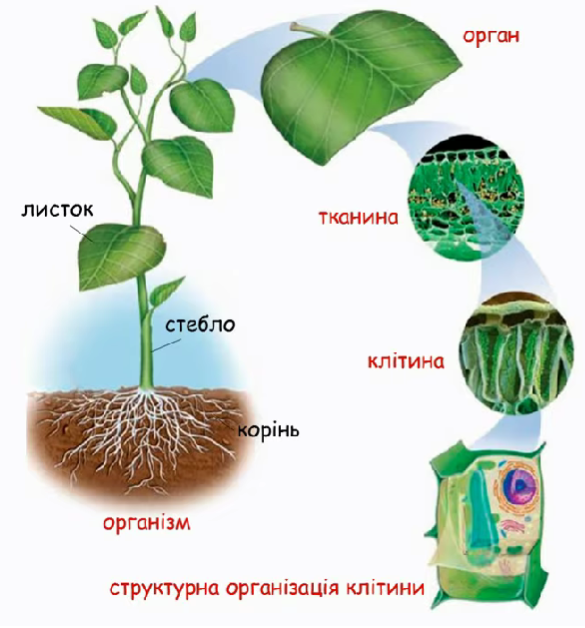 орган
тканина
листок
стебло
клітина
корінь
організм
структурна організація клітини